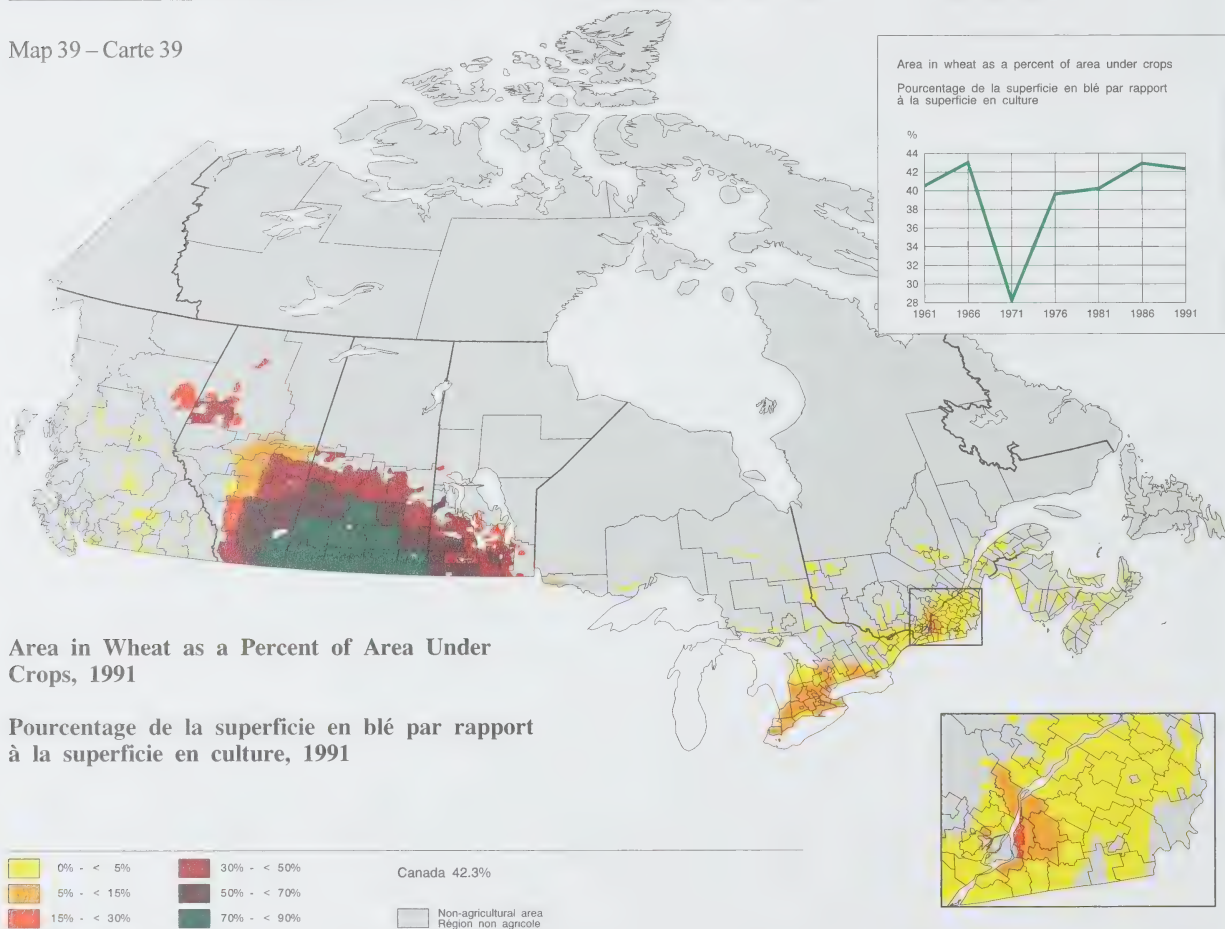 Map 39 – Carte 39
Area in wheat as a percent of area under crops
Pourcentage de la superficie en blé par rapport
à la superficie en culture
%
44
42
40
38
36
34
32
30
28
1961 1966 1971 1976 1981 1986 1991
Area in Wheat as a Percent of Area Under
Crops, 1991
Pourcentage de la superficie en blé par rapport
à la superficie en culture, 1991
0% - < 5%
5% - < 15%
15% - < 30%
30% - < 50%
50% - < 70%
70% - < 90%
Canada 42.3%
Non-agricultural area
Région non agricole